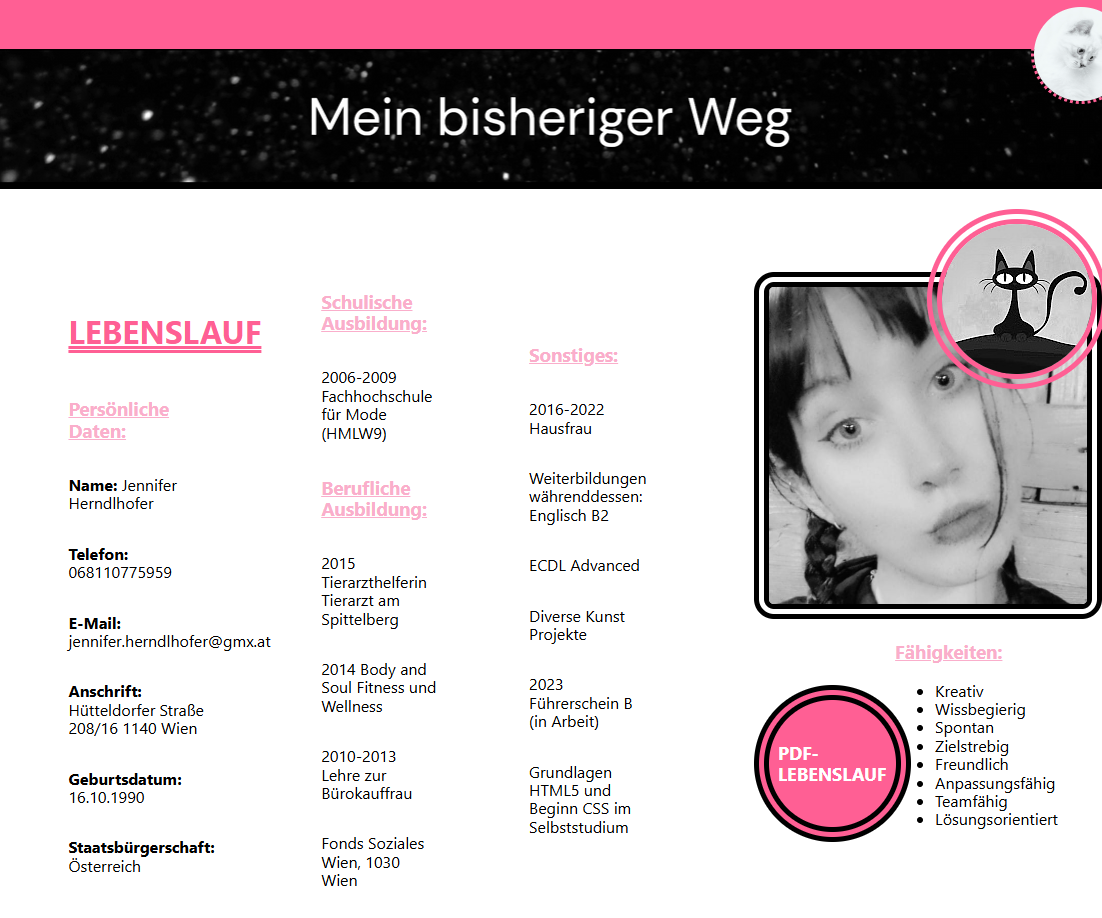 Mein bisheriger Weg
LEBENSLAUF
Persönliche
Daten:
Name: Jennifer
Herndlhofer
Telefon:
068110775959
E-Mail:
jennifer.herndlhofer@gmx.at
Anschrift:
Hütteldorfer Straße
208/16 1140 Wien
Geburtsdatum:
16.10.1990
Staatsbürgerschaft:
Österreich
Schulische
Ausbildung:
2006-2009
Fachhochschule
für Mode
(HMLW9)
Berufliche
Ausbildung:
2015
Tierarzthelferin
Tierarzt am
Spittelberg
2014 Body and
Soul Fitness und
Wellness
2010-2013
Lehre zur
Bürokauffrau
Fonds Soziales
Wien, 1030
Wien
Sonstiges:
2016-2022
Hausfrau
Weiterbildungen
währenddessen:
Englisch B2
ECDL Advanced
Diverse Kunst
Projekte
2023
Führerschein B
(in Arbeit)
Grundlagen
HTML5 und
Beginn CSS im
Selbststudium
Fähigkeiten:
Kreativ
Wissbegierig
Spontan
Zielstrebig
Freundlich
Anpassungsfähig
Teamfähig
Lösungsorientiert
PDF-
LEBENSLAUF